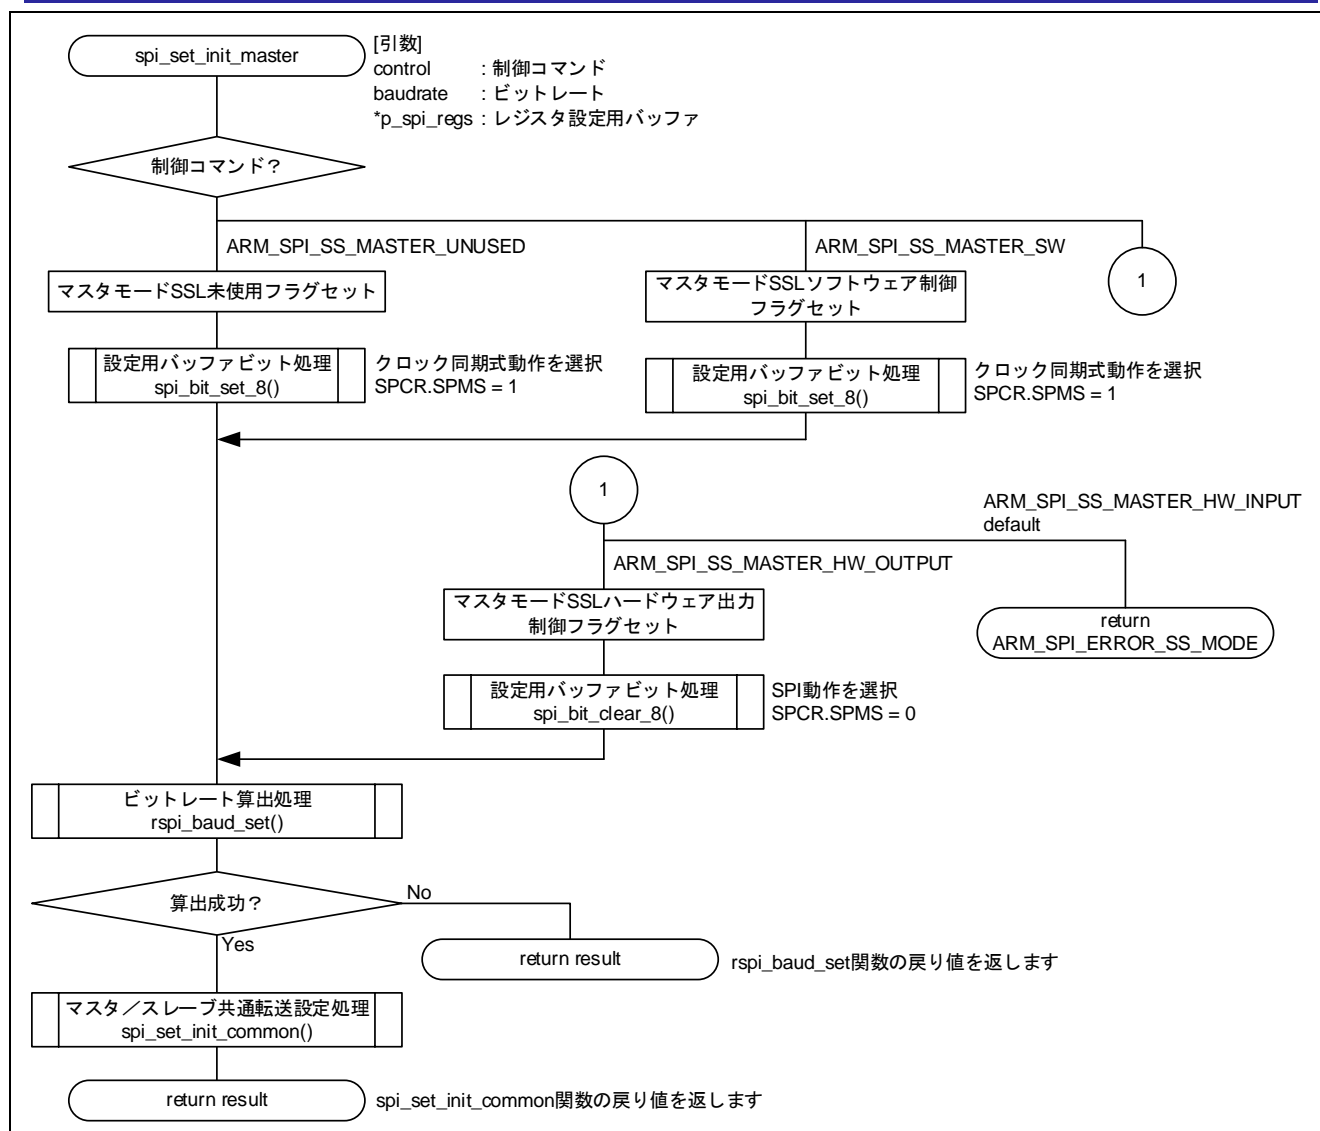 spi_set_init_master
[引数]
control : 制御コマンド
baudrate : ビットレート
*p_spi_regs : レジスタ設定用バッファ
制御コマンド？
ARM_SPI_SS_MASTER_UNUSED
ARM_SPI_SS_MASTER_SW
1
マスタモードSSL未使用フラグセット
マスタモードSSLソフトウェア制御
フラグセット
設定用バッファビット処理
spi_bit_set_8()
クロック同期式動作を選択
SPCR.SPMS = 1
設定用バッファビット処理
spi_bit_set_8()
クロック同期式動作を選択
SPCR.SPMS = 1
1
ARM_SPI_SS_MASTER_HW_INPUT
default
ARM_SPI_SS_MASTER_HW_OUTPUT
マスタモードSSLハードウェア出力
制御フラグセット
return
ARM_SPI_ERROR_SS_MODE
設定用バッファビット処理
spi_bit_clear_8()
SPI動作を選択
SPCR.SPMS = 0
ビットレート算出処理
rspi_baud_set()
算出成功？
No
Yes
return result
rspi_baud_set関数の戻り値を返します
マスタ／スレーブ共通転送設定処理
spi_set_init_common()
return result
spi_set_init_common関数の戻り値を返します